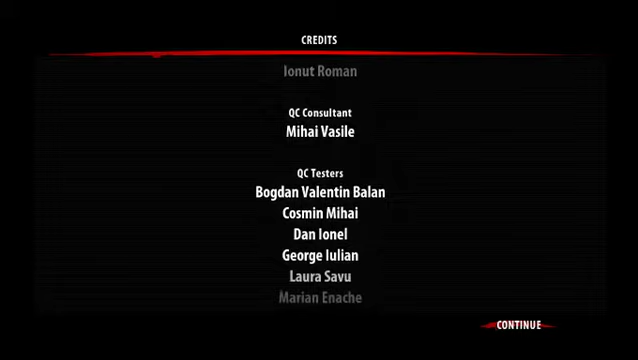 CREDITS
Ionut Roman
QC Consultant
Mihai Vasile
QC Testers
Bogdan Valentin Balan
Cosmin Mihai
Dan Ionel
George Iulian
Laura Savu
Marian Enache
CONTINUE